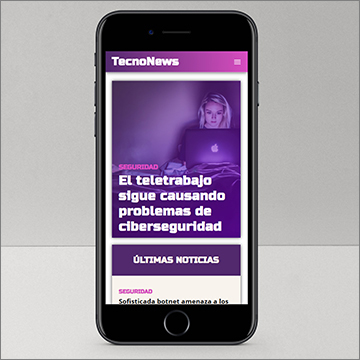 TecnoNews
SEGURIDAD
El teletrabajo
sigue causando
problemas de
ciberseguridad
ÚLTIMAS NOTICIAS
SEGURIDAD
Sofisticada botnet amenaza a los